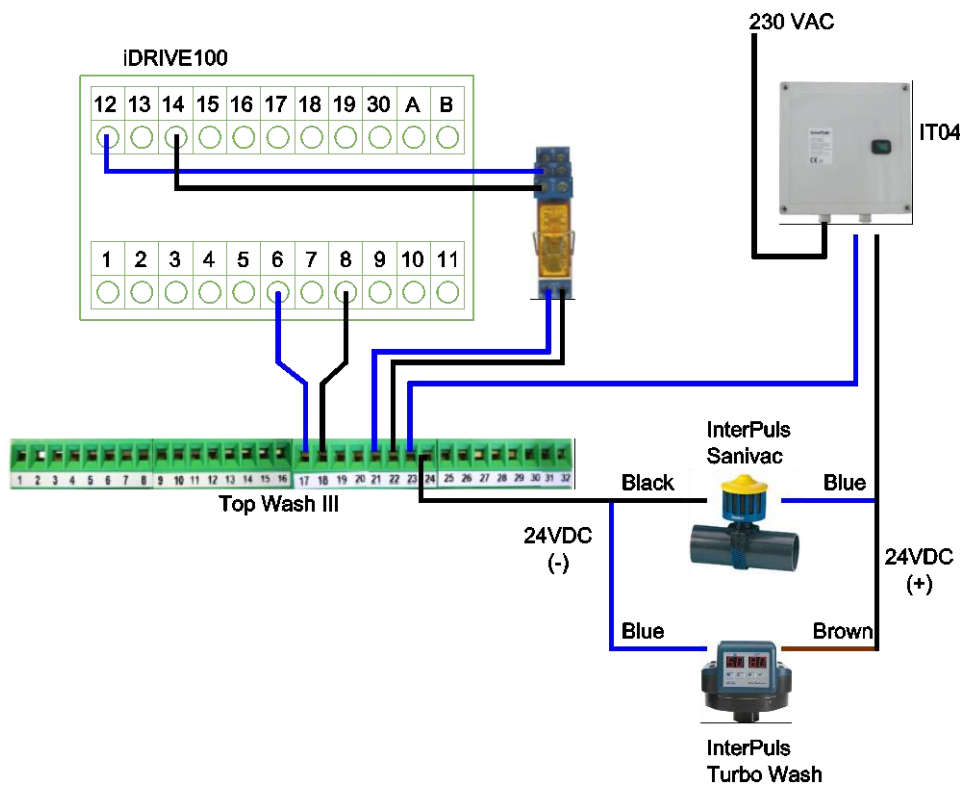 230 VAC
iDRIVE100
12 13 14 15 16 17 18 19 30 A B
IT04
1 2 3 4 5 6 7 8 9 10 11
1 2 3 4 5 6 7 8 9 10 11 12 13 14 15 16 17 18 19 20 21 22 23 24 25 26 27 28 29 30 31 32
Top Wash III
InterPuls
Sanivac
Black
Blue
24VDC
(-)
24VDC
(+)
Blue
Brown
InterPuls
Turbo Wash